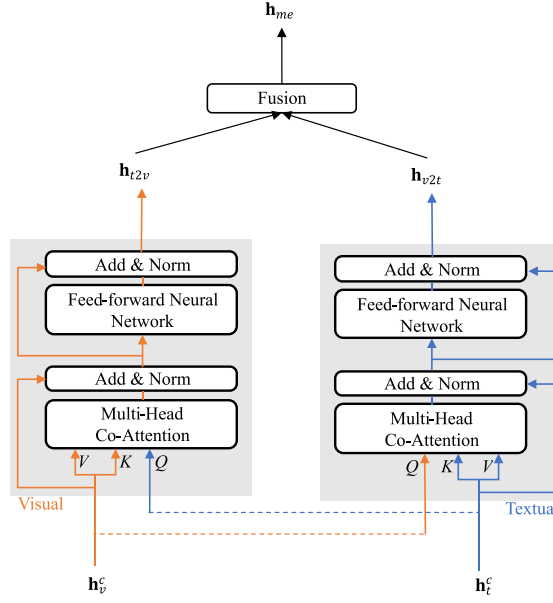 h_me
Fusion
h_t2v
h_v2t
Add & Norm
Feed-forward Neural
Network
Add & Norm
Multi-Head
Co-Attention
V K Q
Visual
Add & Norm
Feed-forward Neural
Network
Add & Norm
Multi-Head
Co-Attention
Q K V
Textua
h_v^c
h_t^c